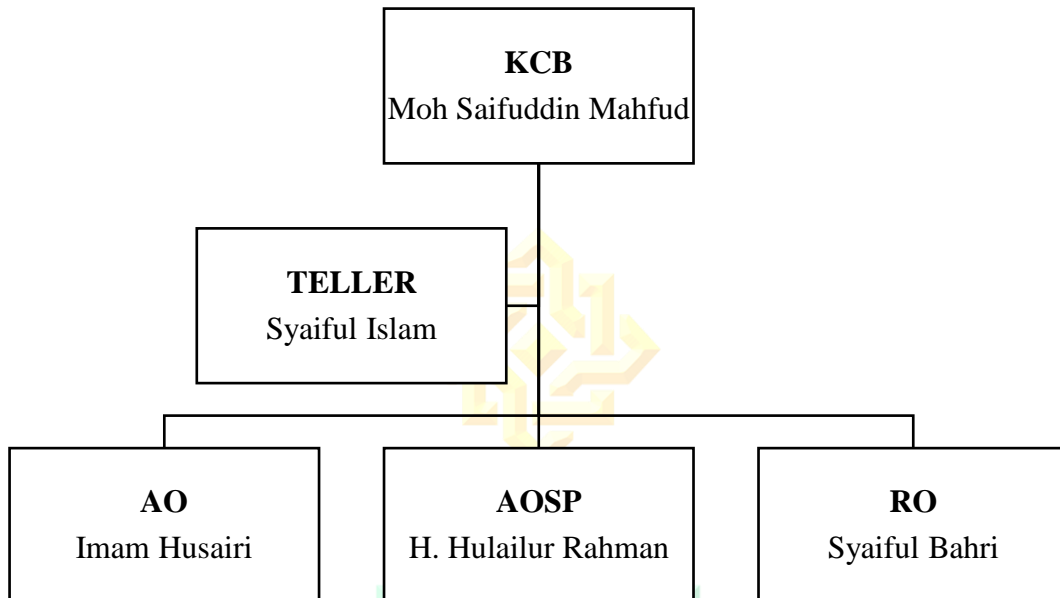 KCB
Moh Saifuddin Mahfud
TELLER
Syaiful Islam
AO
Imam Husairi
AOSP
H. Hulailur Rahman
RO
Syaiful Bahri